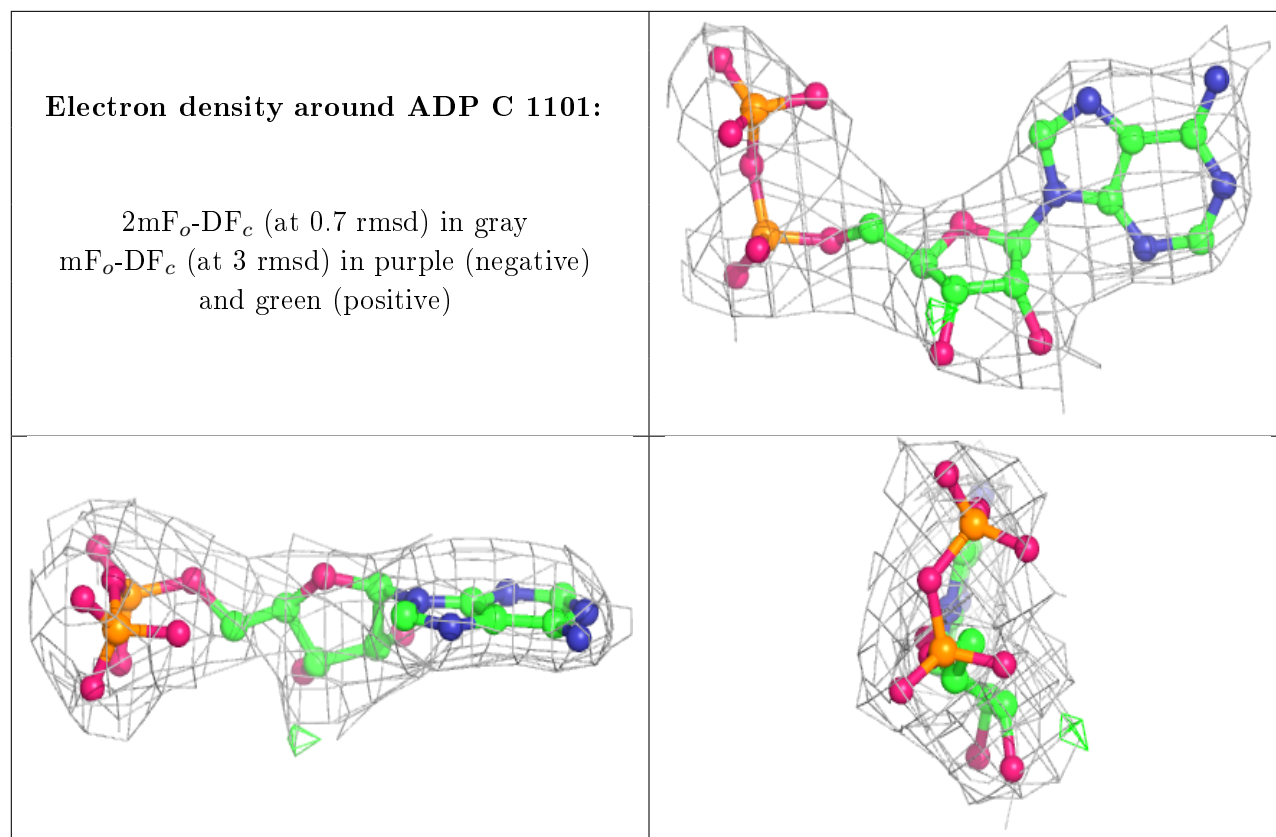 Electron density around ADP C 1101:
2mFₒ-DF𝒸 (at 0.7 rmsd) in gray
mFₒ-DF𝒸 (at 3 rmsd) in purple (negative)
and green (positive)